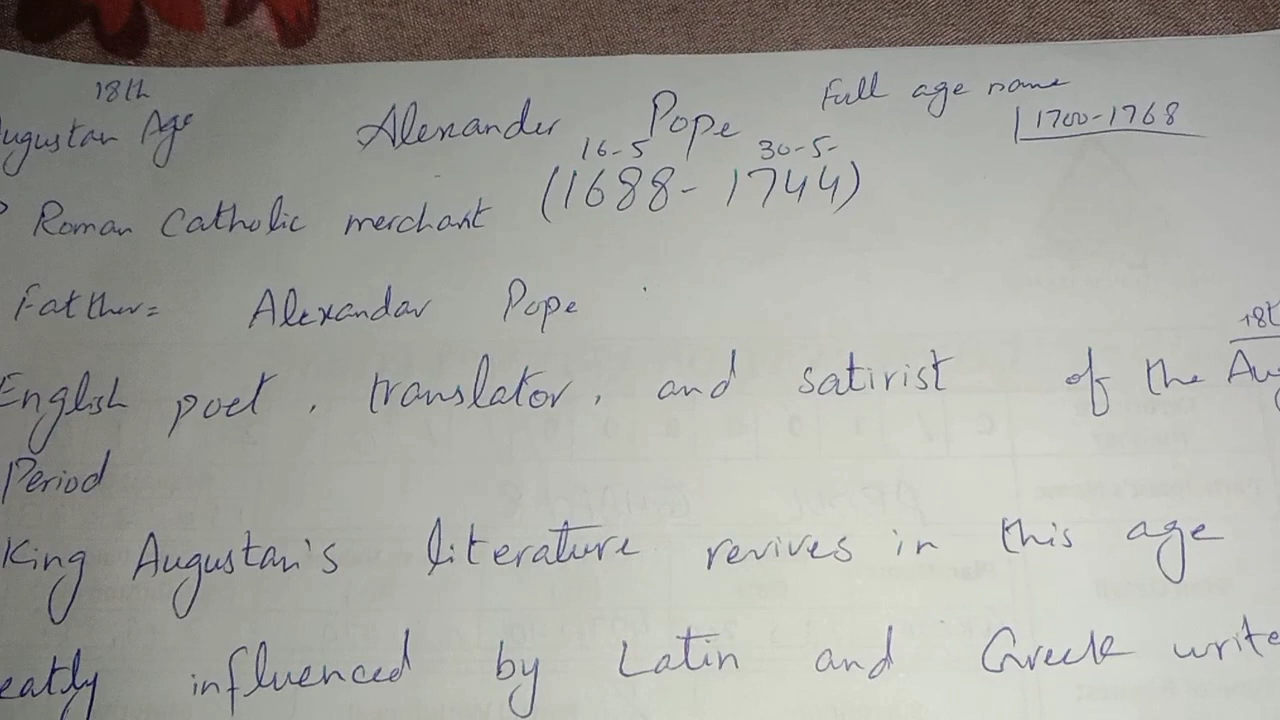 18th
Augustan Age
Alexander Pope
Full age name
1700-1768
16-5 30-5-
(1688-1744)
Roman Catholic merchant
Father= Alexandar Pope
English poet, translator, and satirist of the
18t
Au
Period
King Augustan's literature revives in this age
eatly influenced by Latin and Greek write